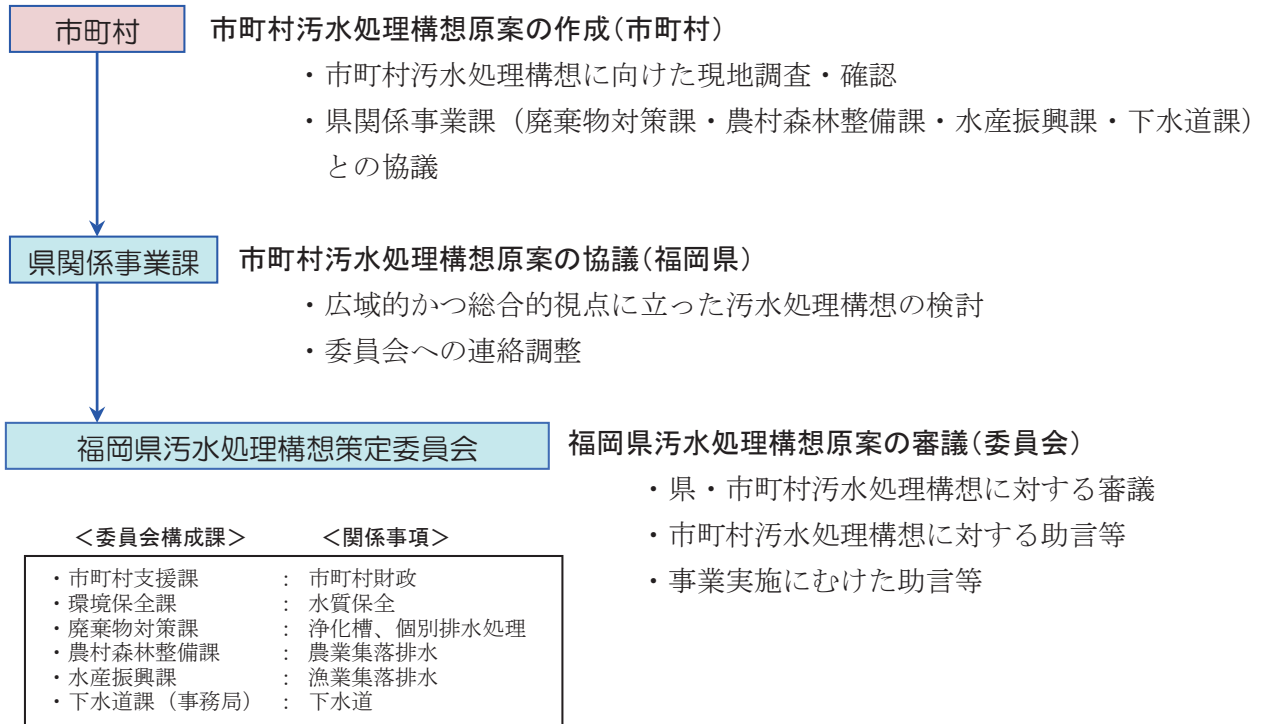 市町村
市町村汚水処理構想原案の作成(市町村)
・市町村汚水処理構想に向けた現地調査・確認
・県関係事業課（廃棄物対策課・農村森林整備課・水産振興課・下水道課）
との協議
県関係事業課
市町村汚水処理構想原案の協議(福岡県)
・広域的かつ総合的視点に立った汚水処理構想の検討
・委員会への連絡調整
福岡県汚水処理構想策定委員会
福岡県汚水処理構想原案の審議(委員会)
・県・市町村汚水処理構想に対する審議
・市町村汚水処理構想に対する助言等
・事業実施にむけた助言等
＜委員会構成課＞ ＜関係事項＞
・市町村支援課 : 市町村財政
・環境保全課 : 水質保全
・廃棄物対策課 : 浄化槽、個別排水処理
・農村森林整備課 : 農業集落排水
・水産振興課 : 漁業集落排水
・下水道課（事務局） : 下水道